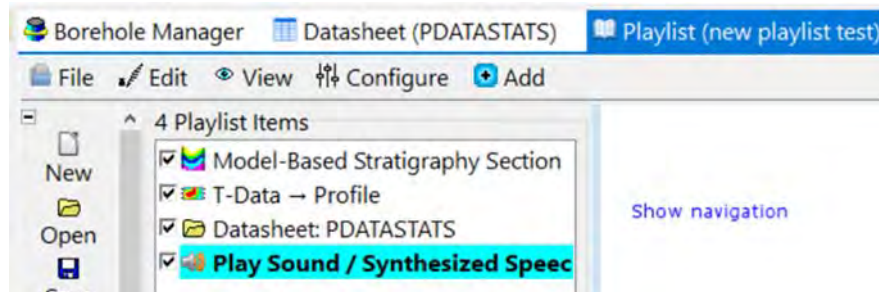 Borehole Manager Datasheet (PDATASTATS) Playlist (new playlist test)
File Edit View Configure Add
4 Playlist Items
New
Open
Model-Based Stratigraphy Section
T-Data → Profile
Datasheet: PDATASTATS
Play Sound / Synthesized Speec
Show navigation